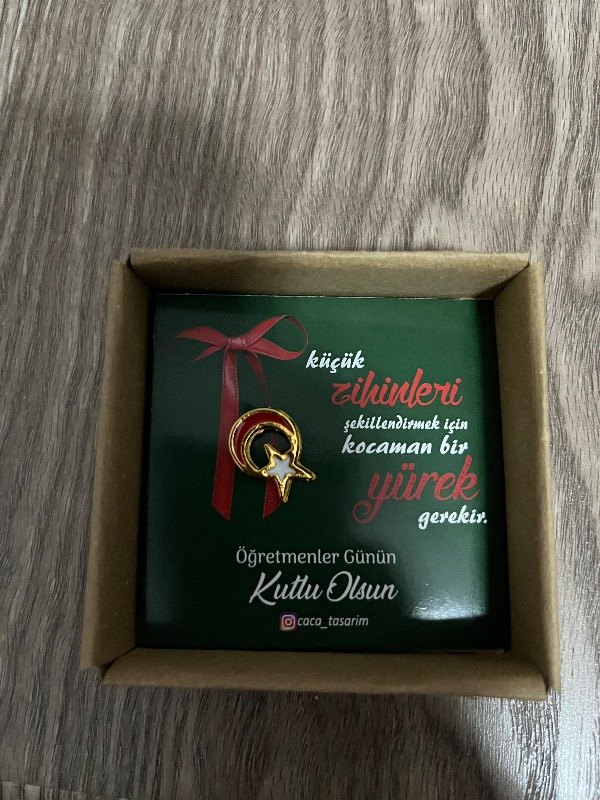 küçük
zihinleri
şekillendirmek için
kocaman bir
yürek
gerekir.
Öğretmenler Günün
Kutlu Olsun
caca_tasarim